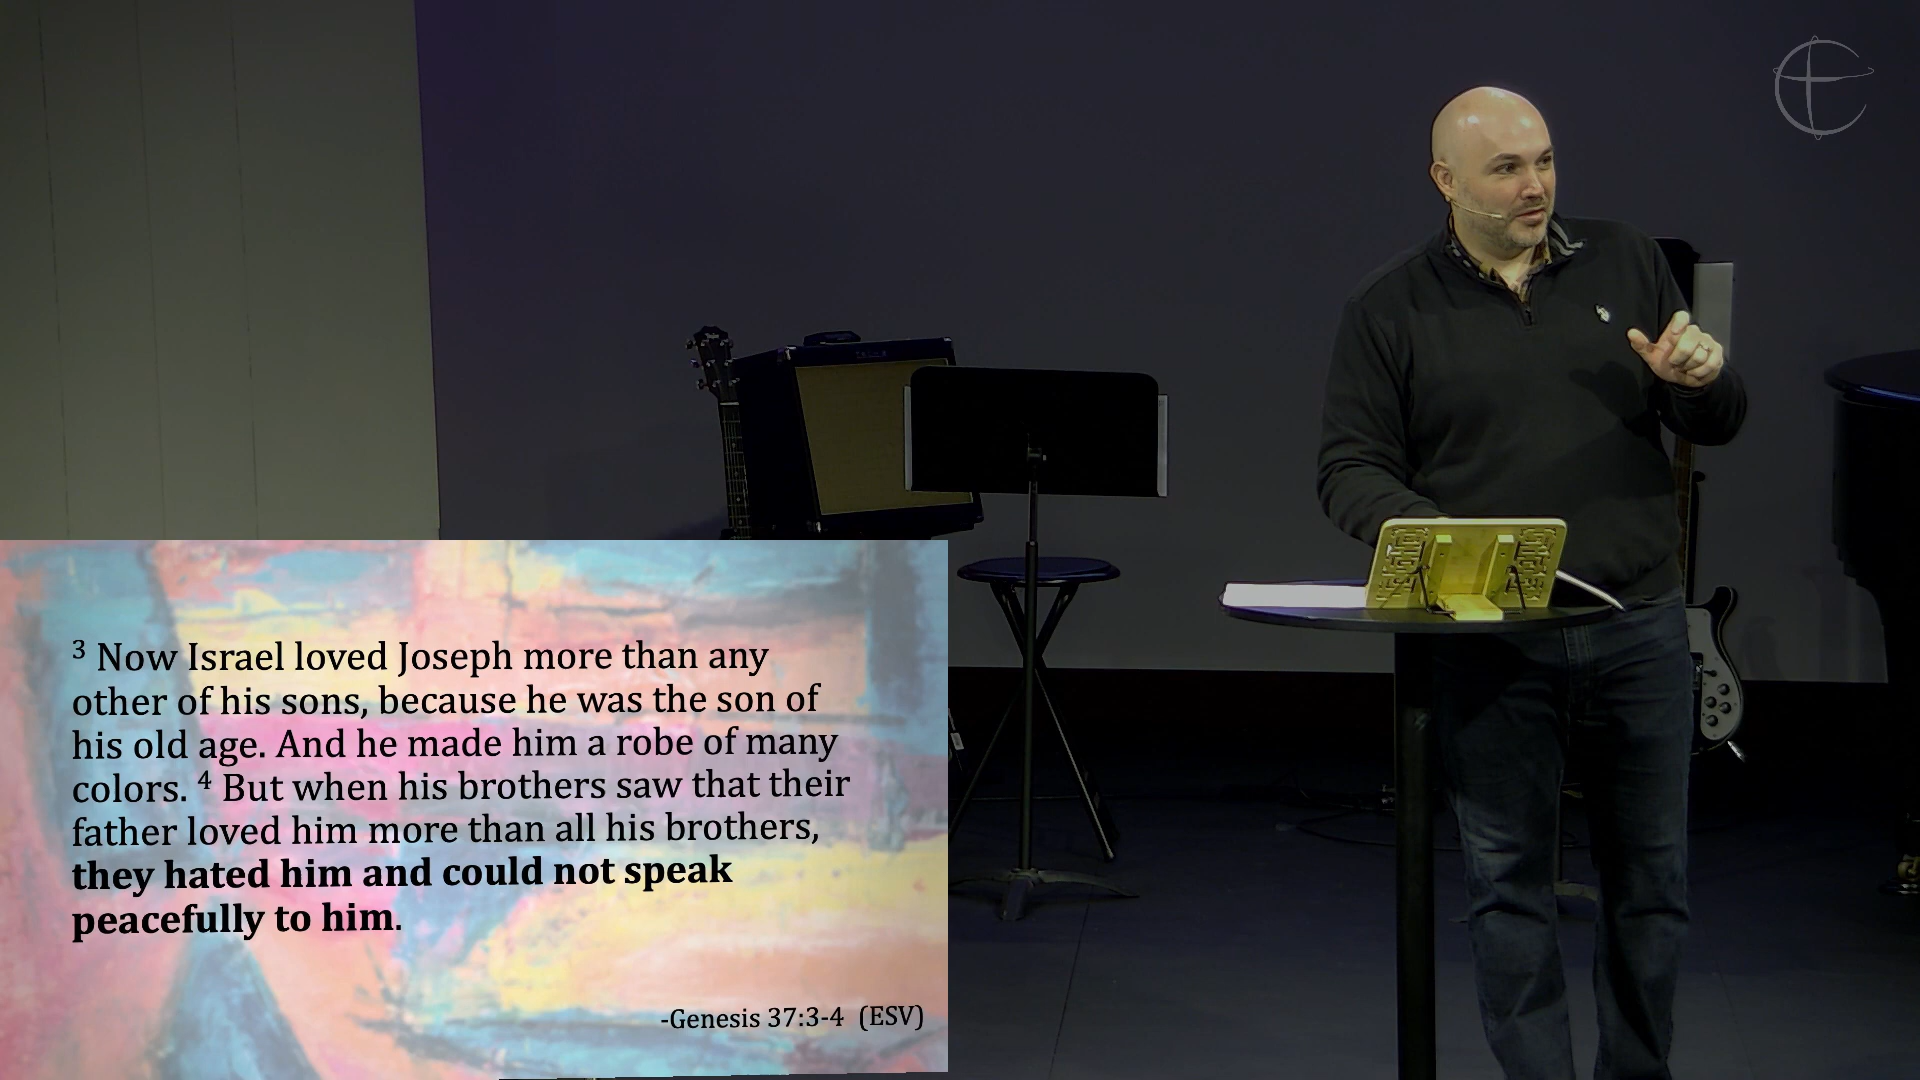 ³ Now Israel loved Joseph more than any
other of his sons, because he was the son of
his old age. And he made him a robe of many
colors. ⁴ But when his brothers saw that their
father loved him more than all his brothers,
they hated him and could not speak
peacefully to him.
-Genesis 37:3-4 (ESV)